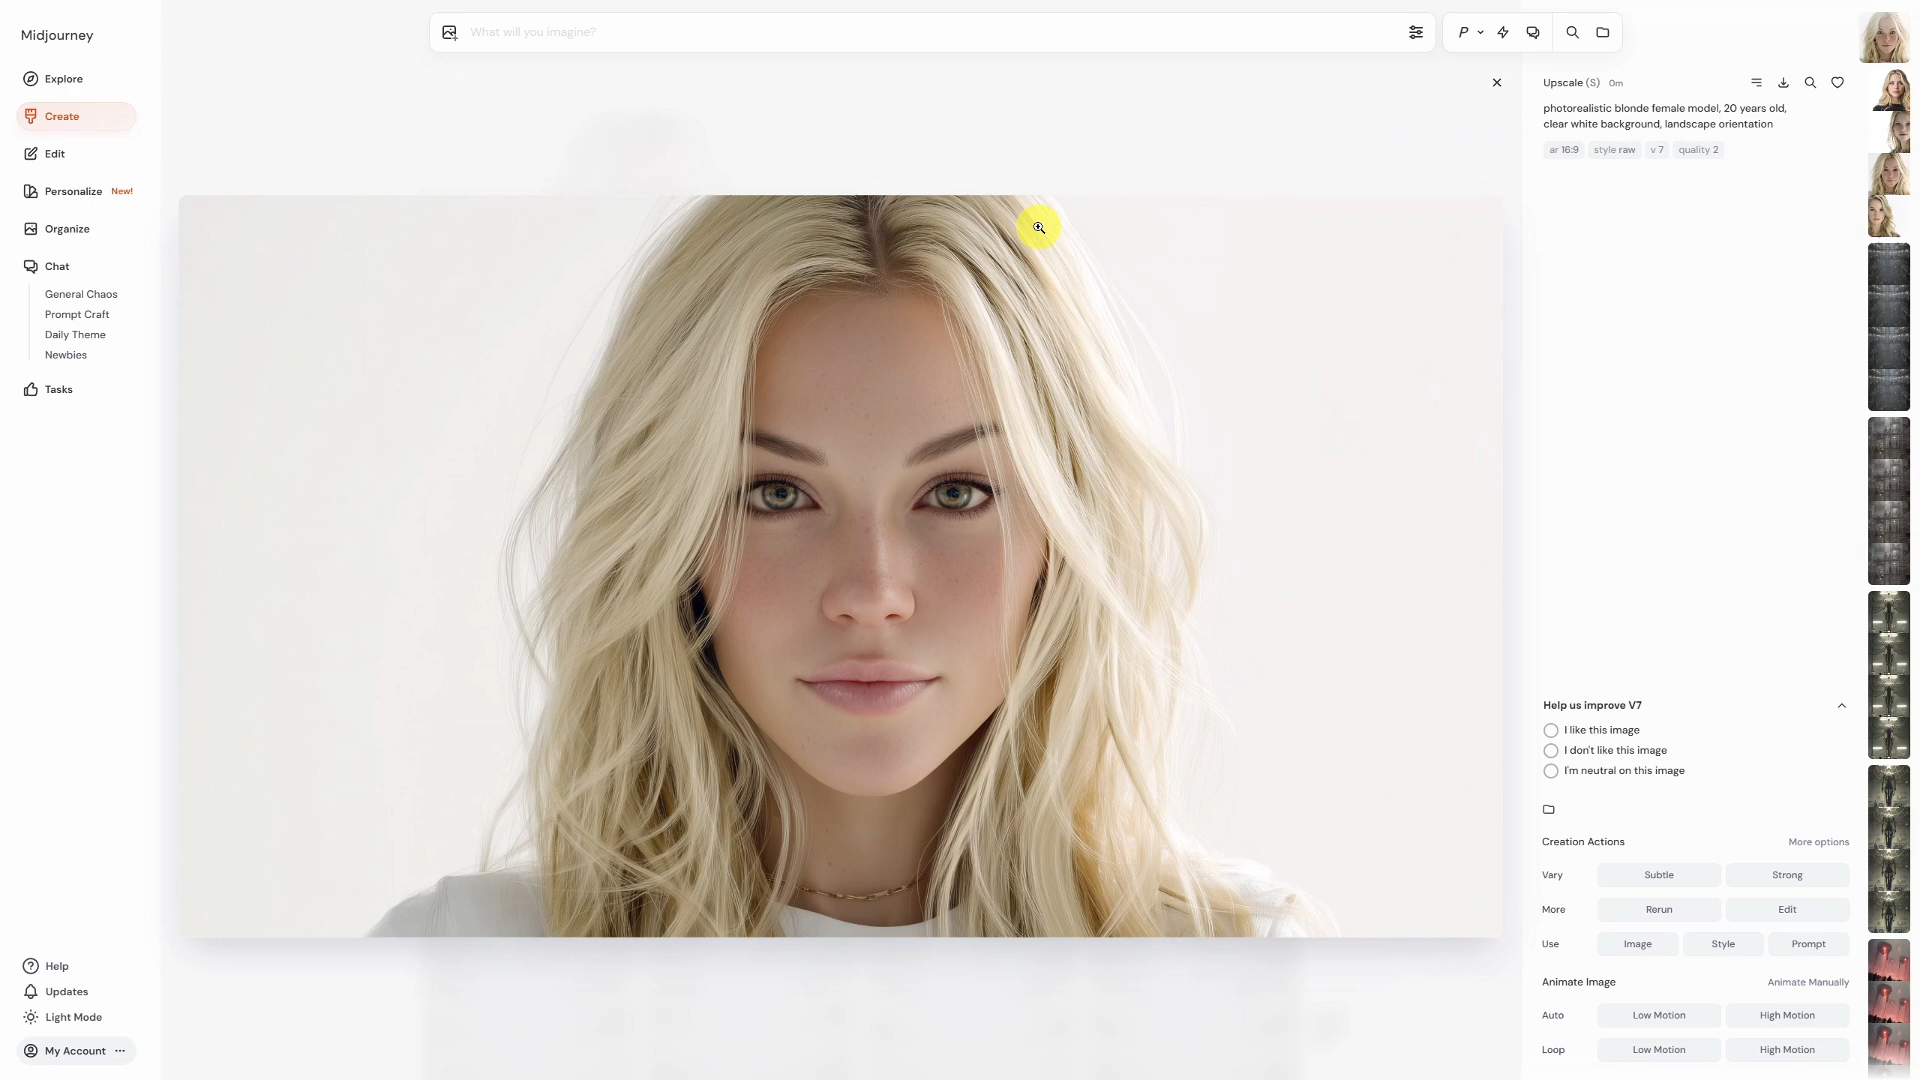 Midjourney
Explore
Create
Edit
Personalize New!
Organize
Chat
General Chaos
Prompt Craft
Daily Theme
Newbies
Tasks
Help
Updates
Light Mode
My Account
What will you imagine?
P
Upscale (S) 0m
photorealistic blonde female model, 20 years old,
clear white background, landscape orientation
ar 16:9 style raw v 7 quality 2
Help us improve V7
I like this image
I don't like this image
I'm neutral on this image
Creation Actions More options
Vary Subtle Strong
More Rerun Edit
Use Image Style Prompt
Animate Image Animate Manually
Auto Low Motion High Motion
Loop Low Motion High Motion